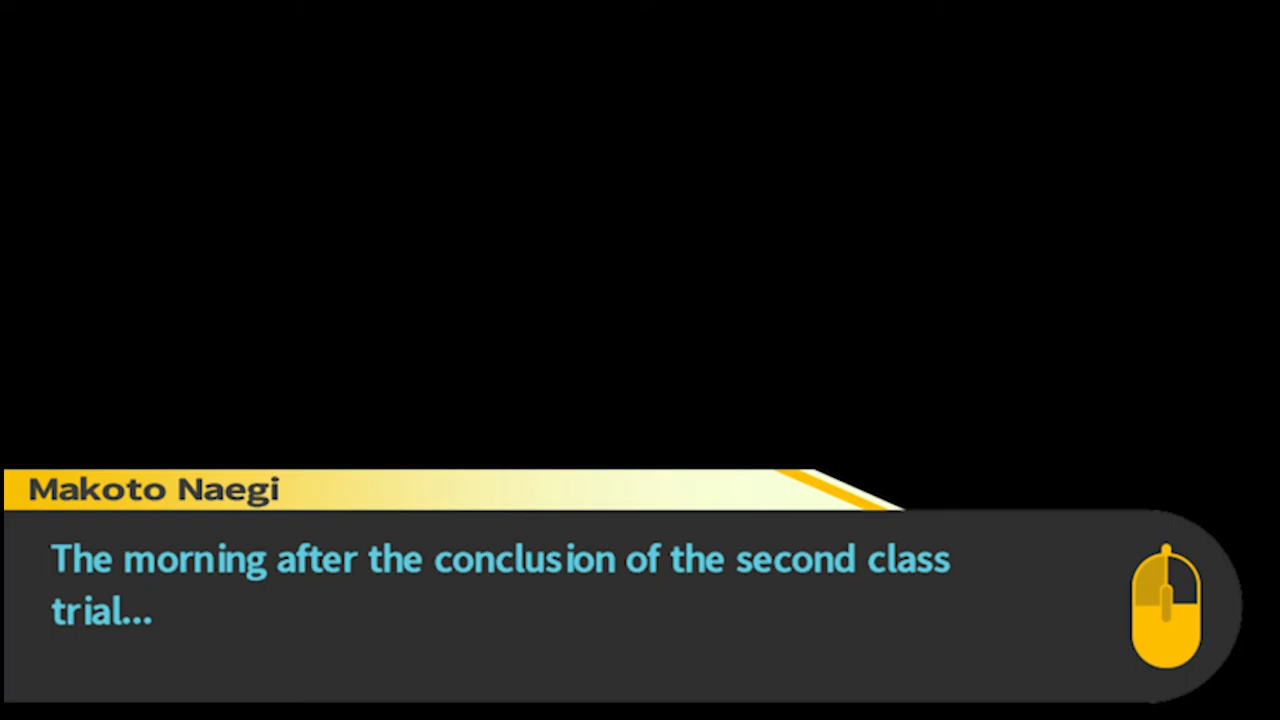 Makoto Naegi
The morning after the conclusion of the second class
trial...